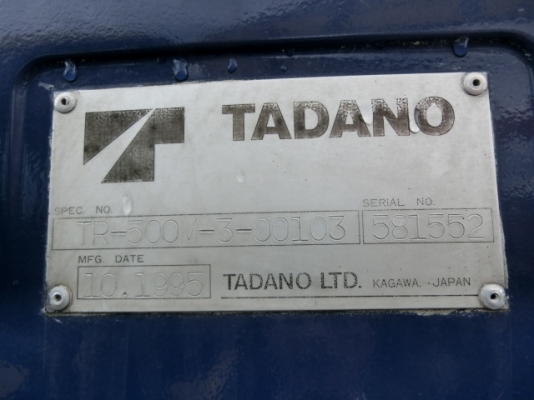 TADANO
SPEC. NO. SERIAL NO.
TR-500M-3-00103 581552
MFG. DATE
10.1995 TADANO LTD. KAGAWA, JAPAN